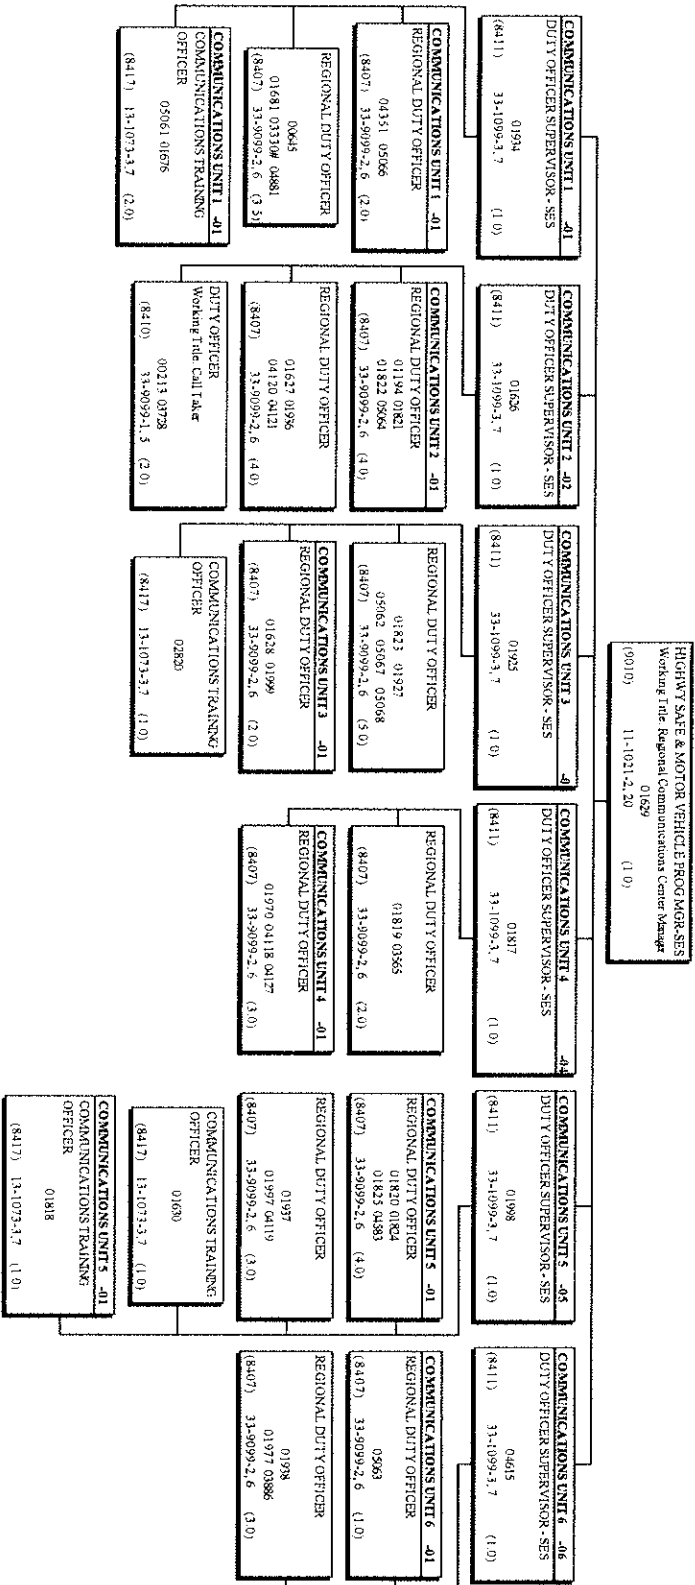 HIGHWY SAFE & MOTOR VEHICLE PROG MGR-SES
Working Title. Regional Communications Center Manager
01629
(9010) 11-1021-2, 20 (1 0)
COMMUNICATIONS UNIT 1 -01
DUTY OFFICER SUPERVISOR - SES
01934
(8411) 33-1099-3, 7 (1 0)
COMMUNICATIONS UNIT 1 -01
REGIONAL DUTY OFFICER
04351 05066
(8407) 33-9099-2, 6 (2 0)
REGIONAL DUTY OFFICER
00645
01681 03330# 04881
(8407) 33-9099-2, 6 (3 5)
COMMUNICATIONS UNIT 1 -01
COMMUNICATIONS TRAINING
OFFICER
05061 01676
(8417) 13-1073-3, 7 (2 0)
COMMUNICATIONS UNIT 2 -02
DUTY OFFICER SUPERVISOR - SES
01626
(8411) 33-1099-3, 7 (1 0)
COMMUNICATIONS UNIT 2 -01
REGIONAL DUTY OFFICER
01194 01821
01822 05064
(8407) 33-9099-2, 6 (4 0)
REGIONAL DUTY OFFICER
01627 01936
04120 04121
(8407) 33-9099-2, 6 (4 0)
DUTY OFFICER
Working Title. Call Taker
00213 03728
(8410) 33-9099-1, 5 (2 0)
COMMUNICATIONS UNIT 3
DUTY OFFICER SUPERVISOR - SES
01925
(8411) 33-1099-3, 7 (1 0)
REGIONAL DUTY OFFICER
01823 01927
05062 05067 05068
(8407) 33-9099-2, 6 (5 0)
COMMUNICATIONS UNIT 3 -01
REGIONAL DUTY OFFICER
01628 01999
(8407) 33-9099-2, 6 (2 0)
COMMUNICATIONS TRAINING
OFFICER
02820
(8417) 13-1073-3,7 (1 0)
COMMUNICATIONS UNIT 4 -04
DUTY OFFICER SUPERVISOR - SES
01817
(8411) 33-1099-3, 7 (1 0)
REGIONAL DUTY OFFICER
01819 03565
(8407) 33-9099-2, 6 (2 0)
COMMUNICATIONS UNIT 4 -01
REGIONAL DUTY OFFICER
01970 04118 04127
(8407) 33-9099-2, 6 (3.0)
COMMUNICATIONS UNIT 5 -05
DUTY OFFICER SUPERVISOR - SES
01998
(8411) 33-1099-3, 7 (1.0)
COMMUNICATIONS UNIT 5 -01
REGIONAL DUTY OFFICER
01820 01824
01825 04583
(8407) 33-9099-2, 6 (4.0)
REGIONAL DUTY OFFICER
01937
01997 04119
(8407) 33-9099-2, 6 (3.0)
COMMUNICATIONS TRAINING
OFFICER
01630
(8417) 13-1073-3,7 (1 0)
COMMUNICATIONS UNIT 5 -01
COMMUNICATIONS TRAINING
OFFICER
01818
(8417) 13-1073-3,7 (1 0)
COMMUNICATIONS UNIT 6 -06
DUTY OFFICER SUPERVISOR - SES
04615
(8411) 33-1099-3, 7 (1.0)
COMMUNICATIONS UNIT 6 -01
REGIONAL DUTY OFFICER
05063
(8407) 33-9099-2, 6 (1.0)
REGIONAL DUTY OFFICER
01938
01977 03886
(8407) 33-9099-2, 6 (3.0)